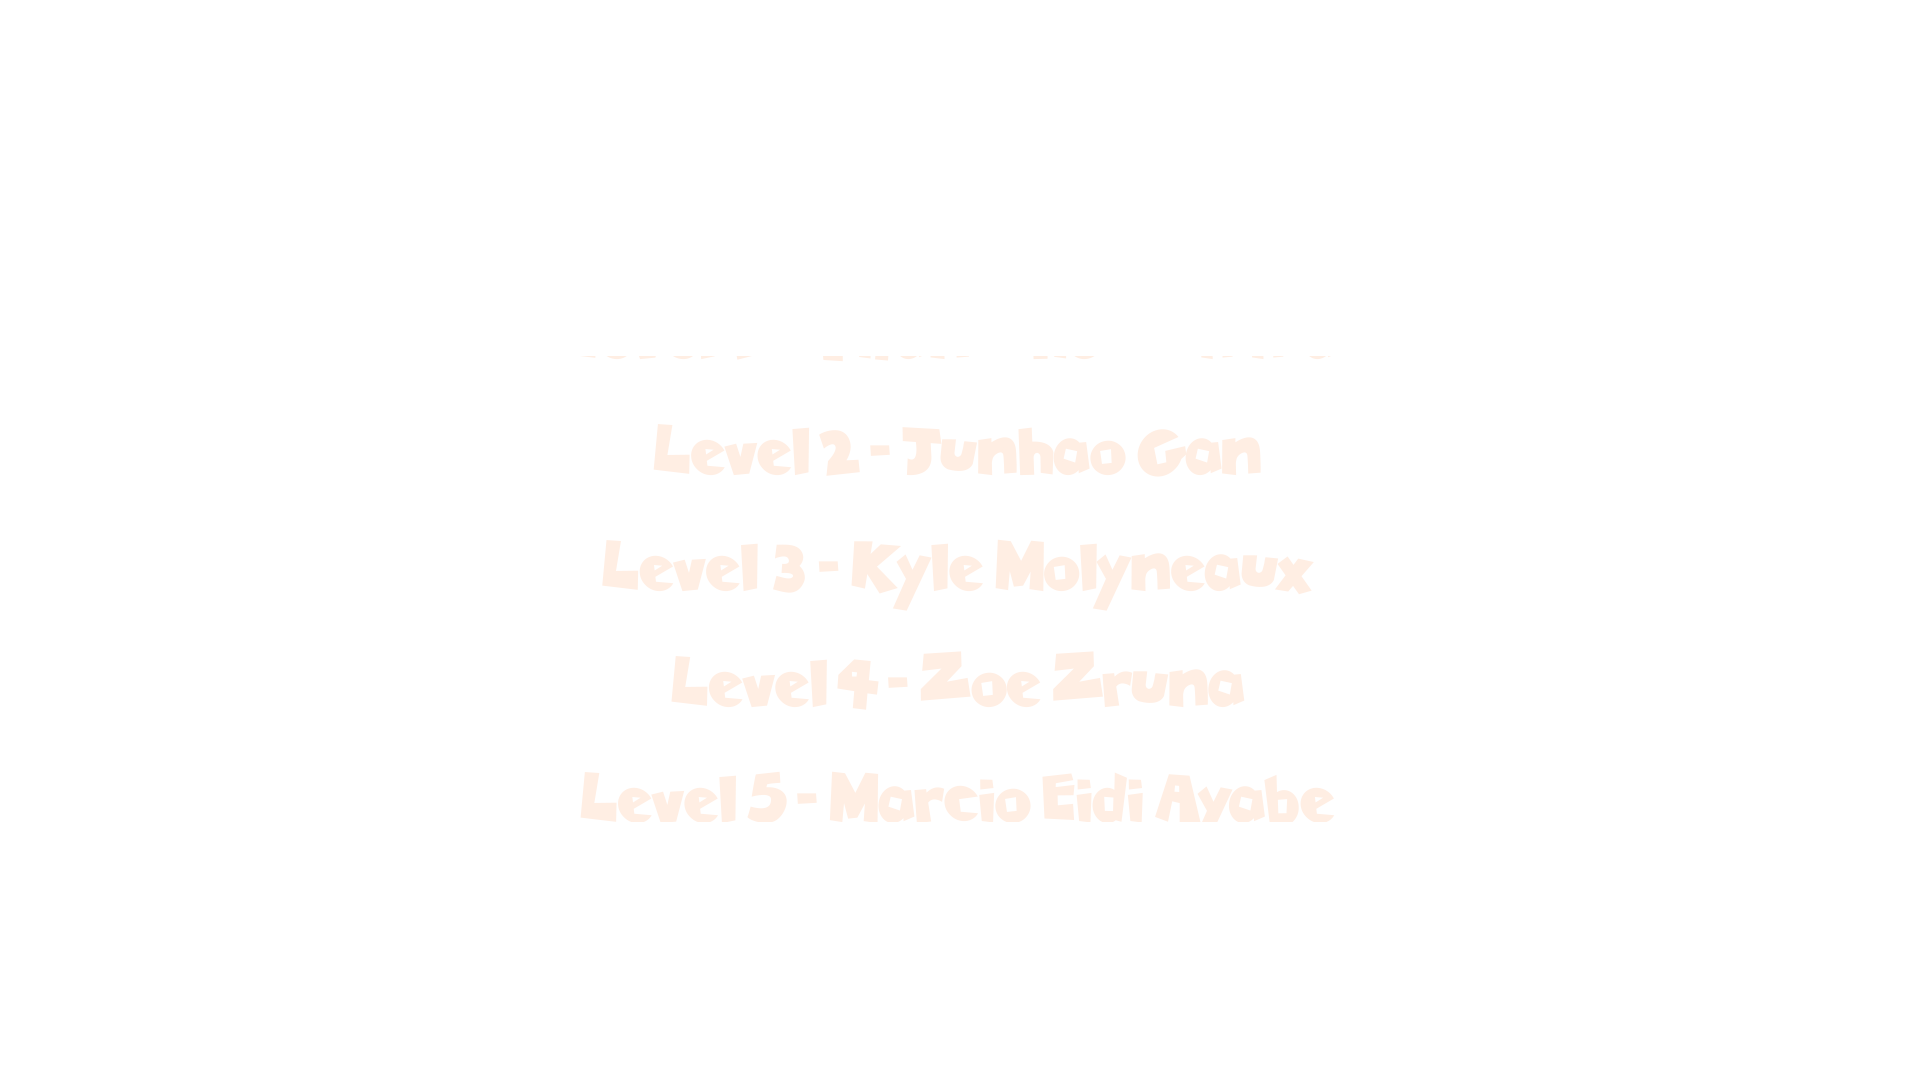 Level 2 - Junhao Gan
Level 3 - Kyle Molyneaux
Level 4 - Zoe Zruna
Level 5 - Marcio Eidi Ayabe